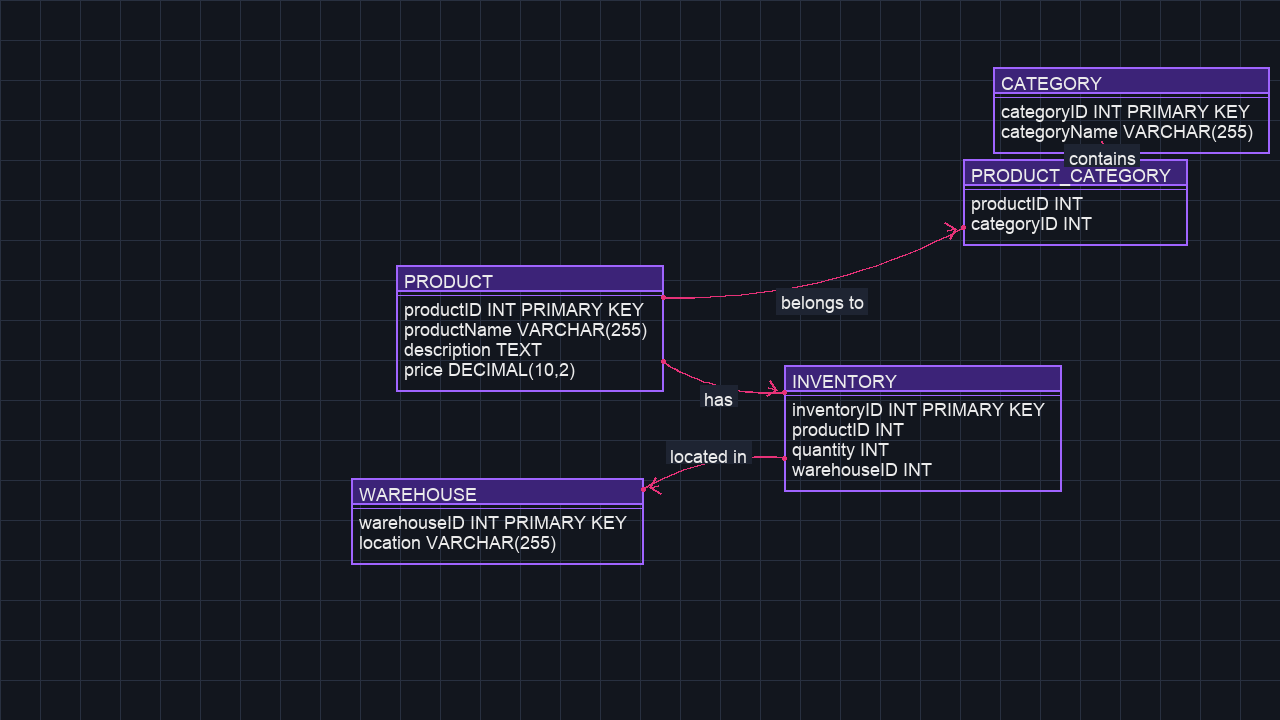 CATEGORY
categoryID INT PRIMARY KEY
categoryName VARCHAR(255)
contains
PRODUCT_CATEGORY
productID INT
categoryID INT
belongs to
PRODUCT
productID INT PRIMARY KEY
productName VARCHAR(255)
description TEXT
price DECIMAL(10,2)
has
INVENTORY
inventoryID INT PRIMARY KEY
productID INT
quantity INT
warehouseID INT
located in
WAREHOUSE
warehouseID INT PRIMARY KEY
location VARCHAR(255)